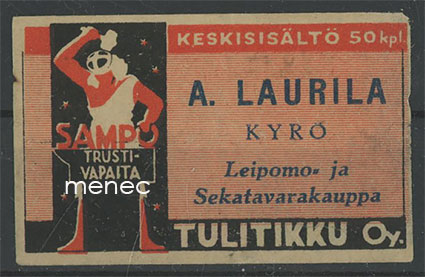 KESKISISÄLTÖ 50 kpl.
A. LAURILA
KYRÖ
Leipomo- ja
Sekatavarakauppa
SAMPO
TRUSTI-
VAPAITA
menec
TULITIKKU Oy.